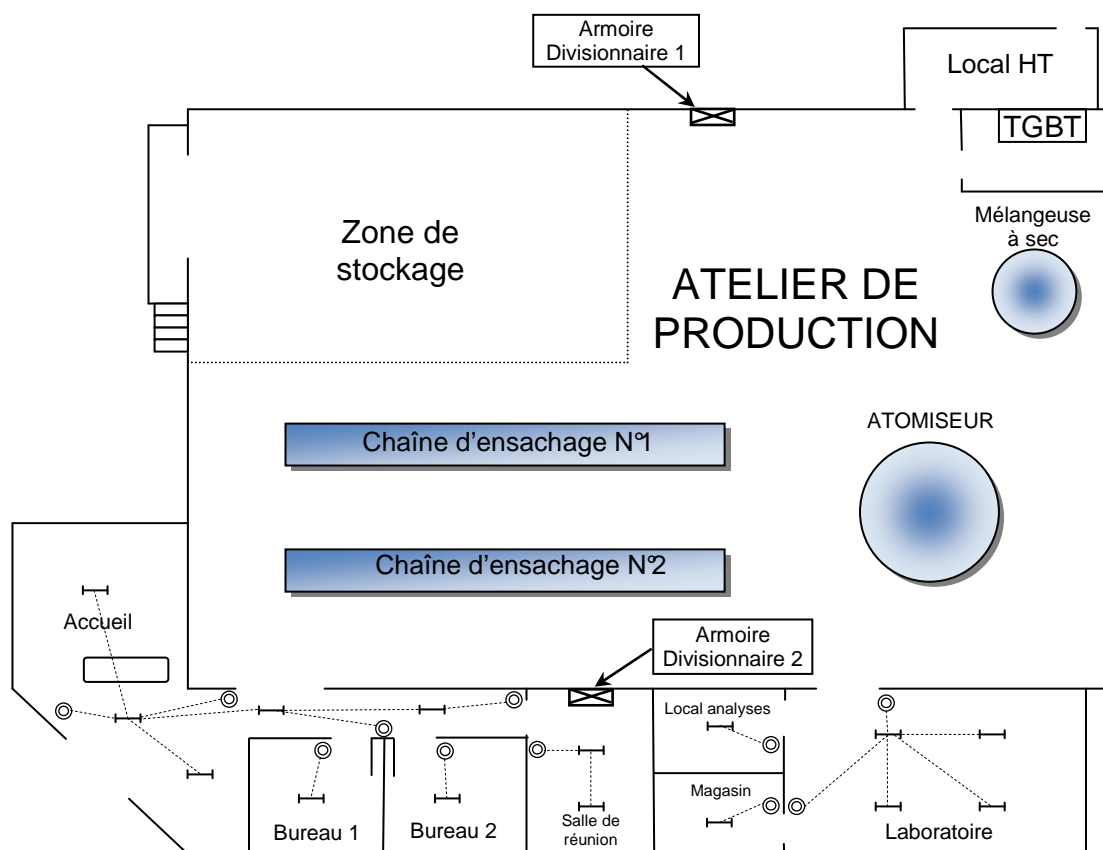 Armoire
Divisionnaire 1
Local HT
TGBT
Zone de
stockage
Mélangeuse
à sec
ATELIER DE
PRODUCTION
ATOMISEUR
Chaîne d'ensachage N°1
Chaîne d'ensachage N°2
Accueil
Armoire
Divisionnaire 2
Local analyses
Magasin
Bureau 1
Bureau 2
Salle de
réunion
Laboratoire